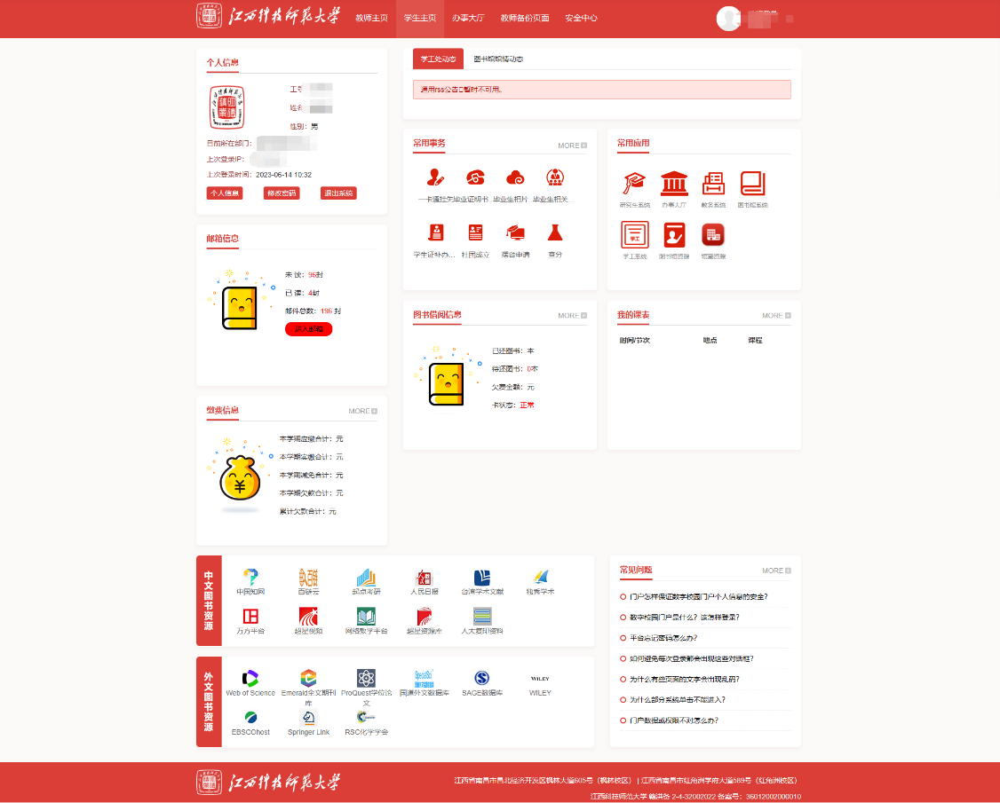 江西科技师范大学 教师主页 学生主页 办事大厅 教师备份页面 安全中心
个人信息
工号
姓名
性别：男
目前所在部门：
上次登录IP：
上次登录时间：2023-06-14 10:32
个人信息 修改密码 退出系统
学工处动态 图书馆馆情动态
通用rss公告 暂时不可用。
常用事务 MORE
一卡通挂失 毕业证明书 毕业生相片 毕业生相关...
学生证补办... 社团成立 摆台申请 查分
常用应用
研究生系统 办事大厅 教务系统 图书馆系统
学工系统 图书馆资源 馆室资源
邮箱信息
未 读：96封
已 读：4封
邮件总数：196 封
进入邮箱
图书借阅信息 MORE
已还图书：本
待还图书：0本
欠费金额：元
卡状态：正常
我的课表 MORE
时间/节次 地点 课程
缴费信息 MORE
本学期应缴合计：元
本学期实缴合计：元
本学期减免合计：元
本学期欠款合计：元
累计欠款合计：元
中文图书资源
中国知网 百链云 起点考研 人民日报 台湾学术文献 独秀学术
万方平台 超星视频 网络教学平台 超星资源库 人大复印资料
外文图书资源
Web of Science Emerald全文期刊库 ProQuest学位论文 国道外文数据库 SAGE数据库 WILEY WILEY
EBSCOhost Springer Link RSC化学学会
常见问题 MORE
门户怎样保证数字校园门户个人信息的安全?
数字校园门户是什么？该怎样登录?
平台忘记密码怎么办?
如何避免每次登录都会出现这些对话框?
为什么有些页面的文字会出现乱码?
为什么部分系统单击不能进入?
门户数据或权限不对怎么办?
江西科技师范大学
江西省南昌市昌北经济开发区枫林大道605号（枫林校区） | 江西省南昌市红角洲学府大道589号（红角洲校区）
江西科技师范大学 赣洪备 2-4-32002022 备案号：36012002000010